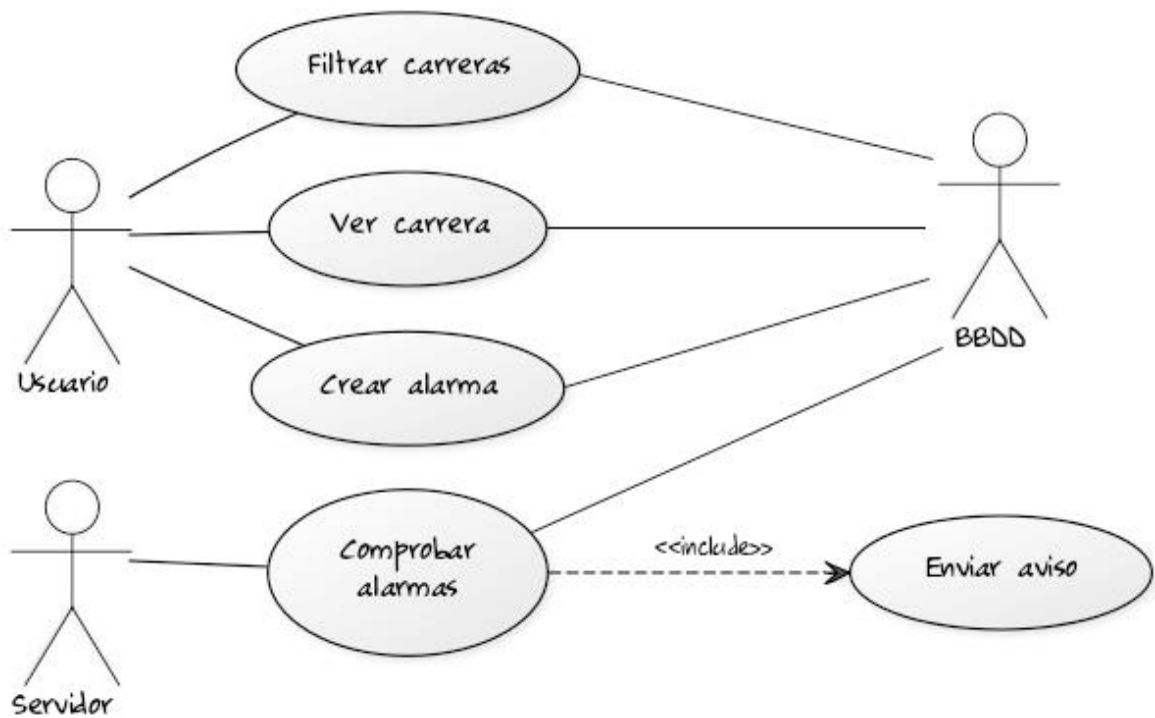 Filtrar carreras
Ver carrera
BBDD
Usuario
Crear alarma
Comprobar
alarmas
<<include>>
Enviar aviso
Servidor